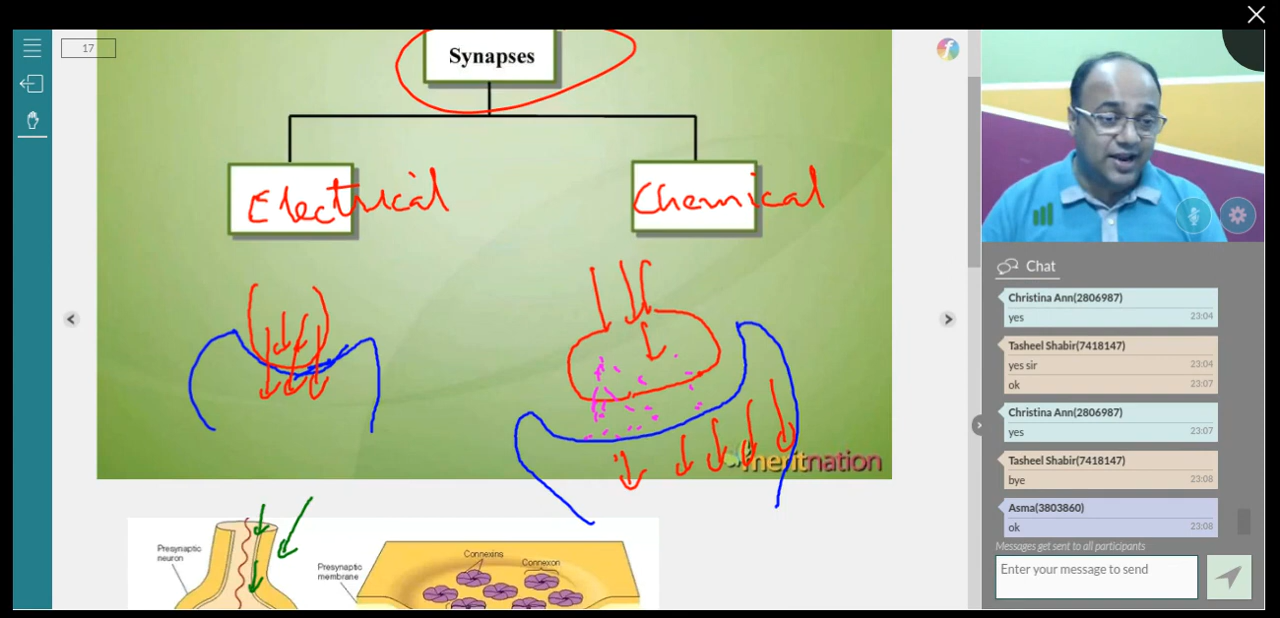 17
Synapses
Electrical
Chemical
meritnation
Presynaptic
neuron
Presynaptic
membrane
Connexins
Connexon
Chat
Christina Ann(2806987)
yes
23:04
Tasheel Shabir(7418147)
yes sir
23:04
ok
23:07
Christina Ann(2806987)
yes
23:07
Tasheel Shabir(7418147)
bye
23:08
Asma(3803860)
ok
23:08
Messages get sent to all participants
Enter your message to send